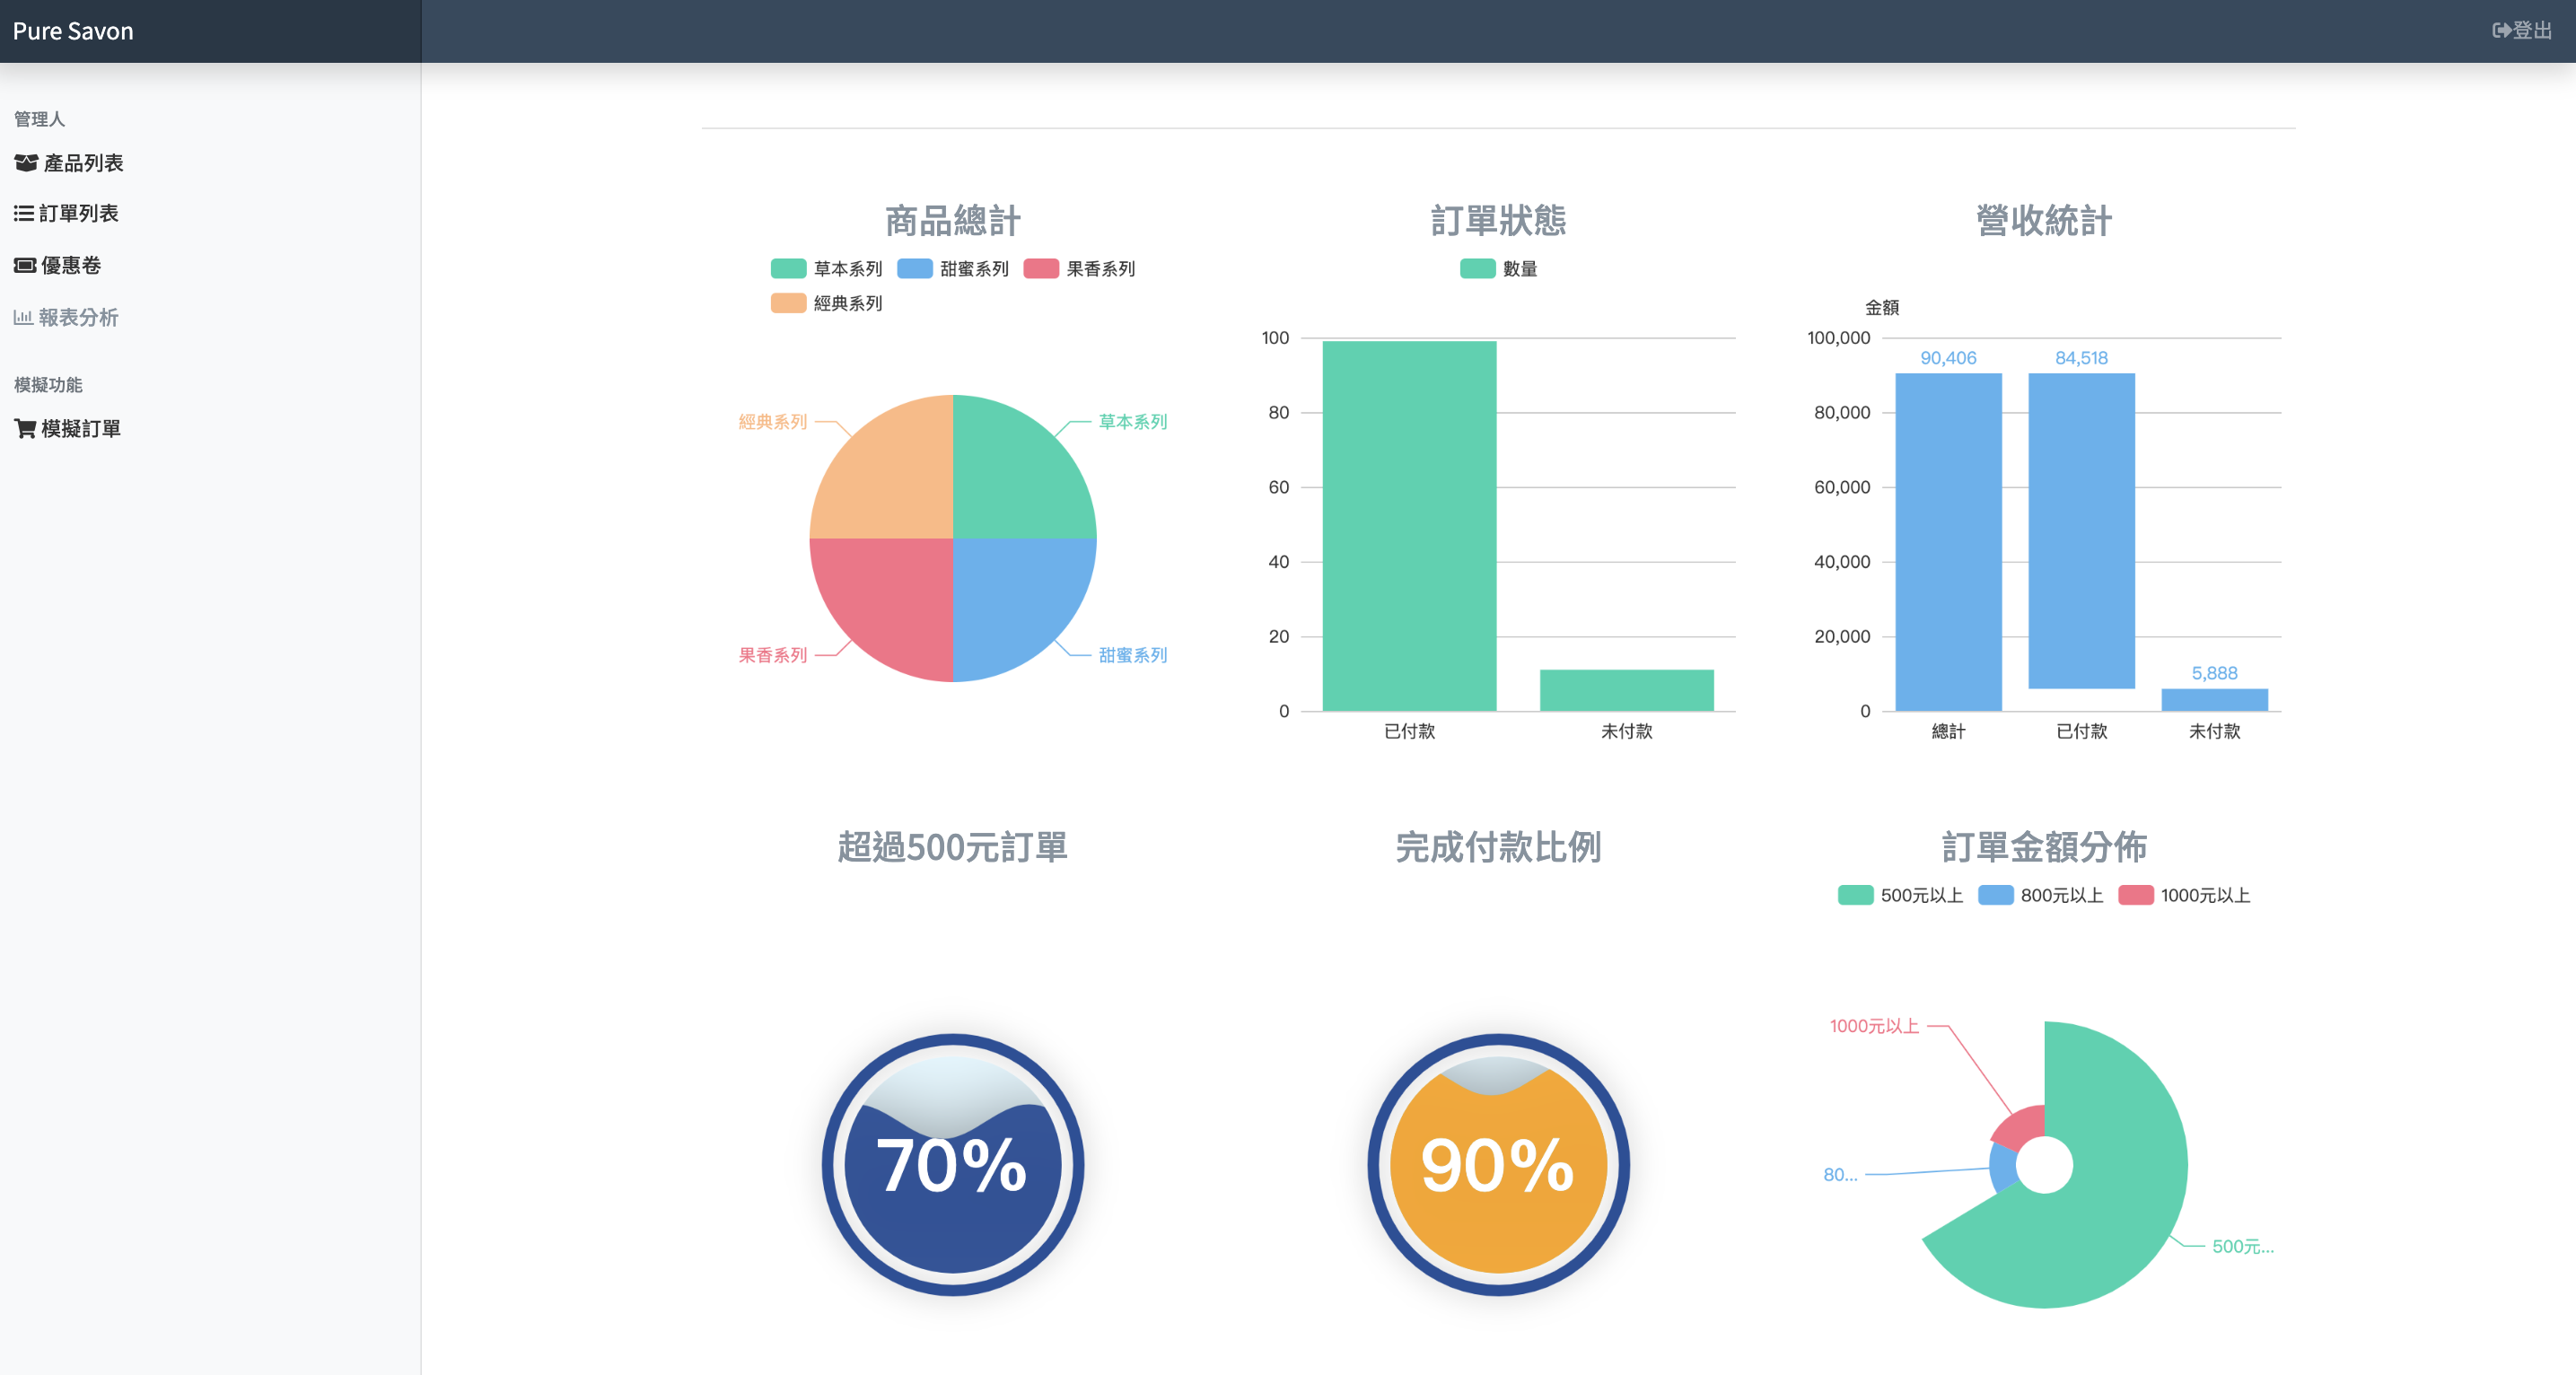 Pure Savon
登出
管理人
產品列表
訂單列表
優惠卷
報表分析
模擬功能
模擬訂單
商品總計
草本系列 甜蜜系列 果香系列
經典系列
經典系列 草本系列
果香系列 甜蜜系列
訂單狀態
數量
100
80
60
40
20
0
已付款 未付款
營收統計
金額
100,000
80,000
60,000
40,000
20,000
0
90,406 84,518 5,888
總計 已付款 未付款
超過500元訂單
70%
完成付款比例
90%
訂單金額分佈
500元以上 800元以上 1000元以上
1000元以上
80...
500元...